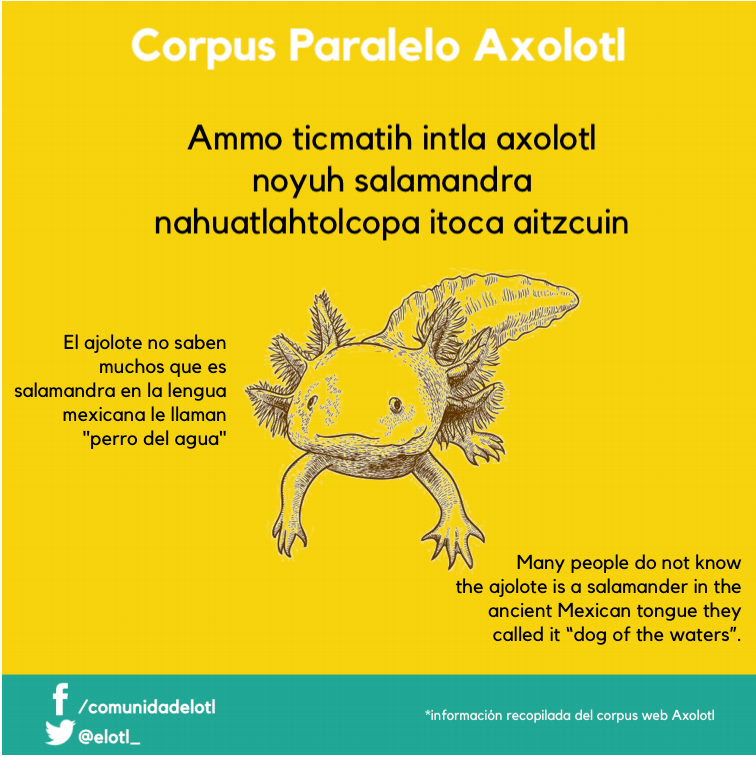 Corpus Paralelo Axolotl
Ammo ticmatih intla axolotl
noyuh salamandra
nahuatlahtolcopa itoca aitzcuin
El ajolote no saben
muchos que es
salamandra en la lengua
mexicana le llaman
"perro del agua"
Many people do not know
the ajolote is a salamander in the
ancient Mexican tongue they
called it “dog of the waters”.
/comunidadelotl
@elotl_
*información recopilada del corpus web Axolotl